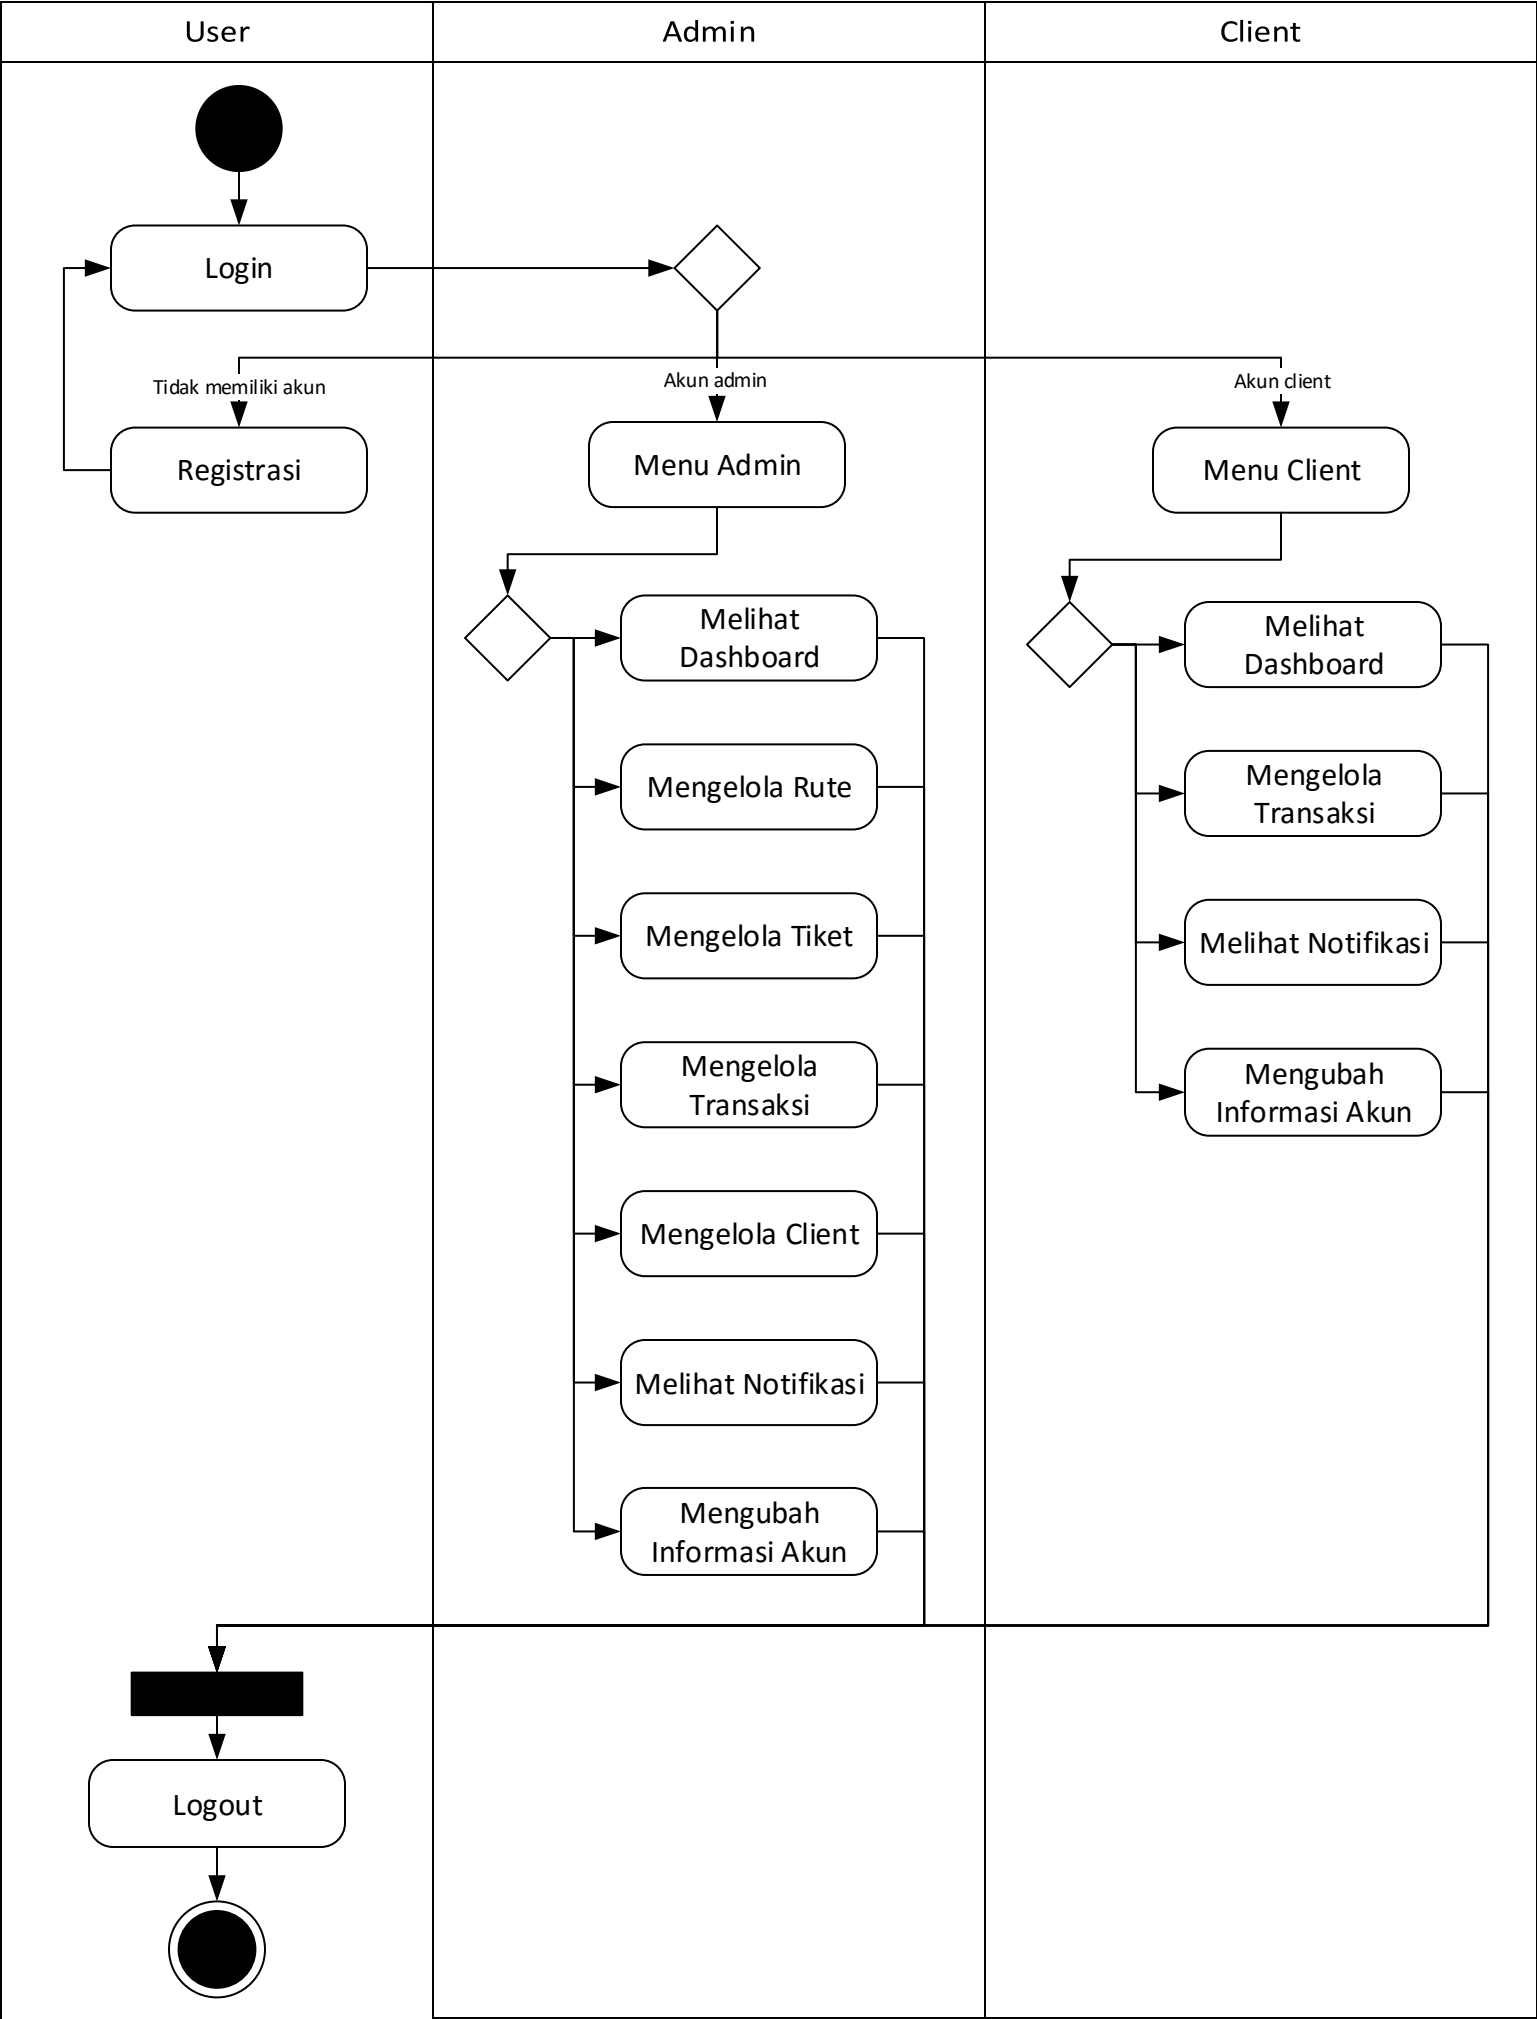 User
Admin
Client
Login
Tidak memiliki akun
Akun admin
Akun client
Registrasi
Menu Admin
Menu Client
Melihat
Dashboard
Mengelola Rute
Mengelola Tiket
Mengelola
Transaksi
Mengelola Client
Melihat Notifikasi
Mengubah
Informasi Akun
Melihat
Dashboard
Mengelola
Transaksi
Melihat Notifikasi
Mengubah
Informasi Akun
Logout